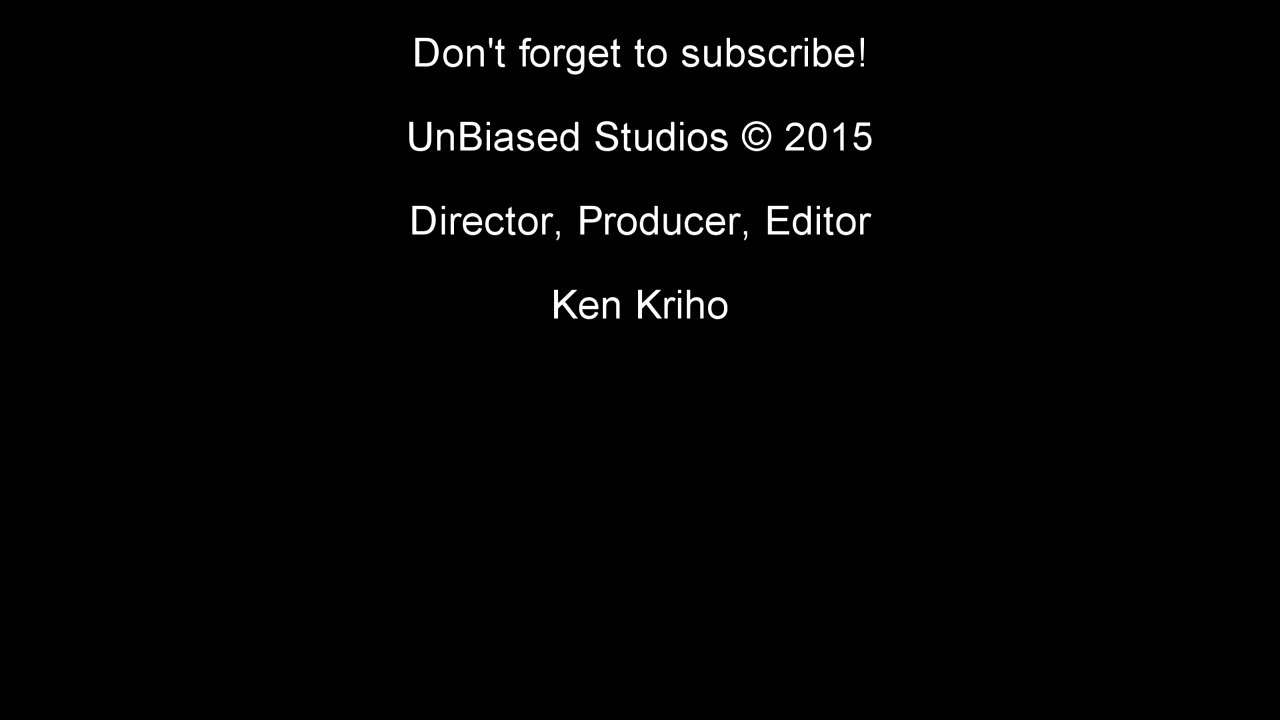 Don't forget to subscribe!
UnBiased Studios © 2015
Director, Producer, Editor
Ken Kriho